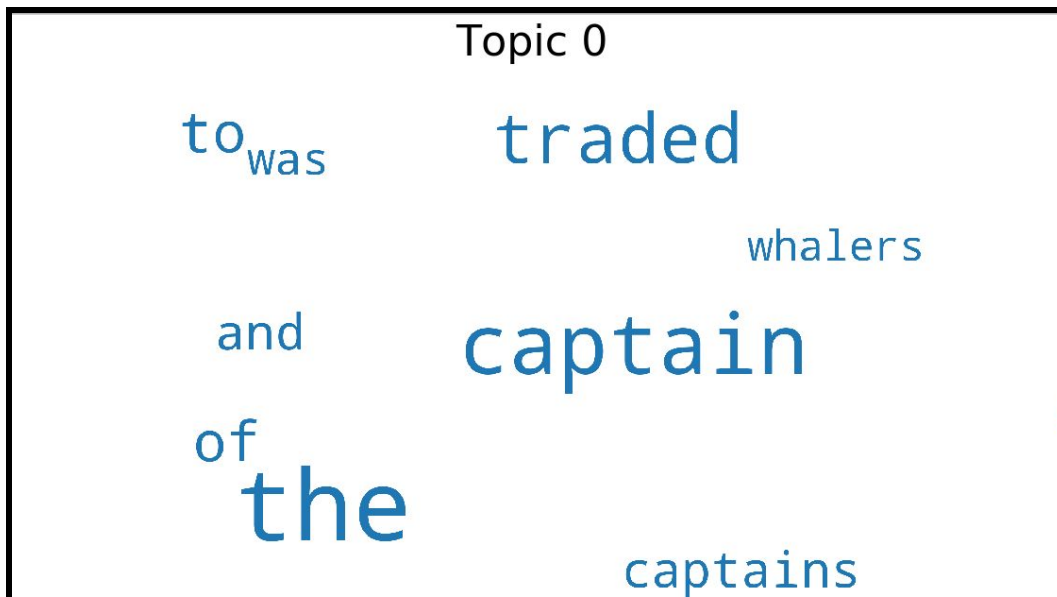 Topic 0
to was traded
whalers
and captain
of
the
captains